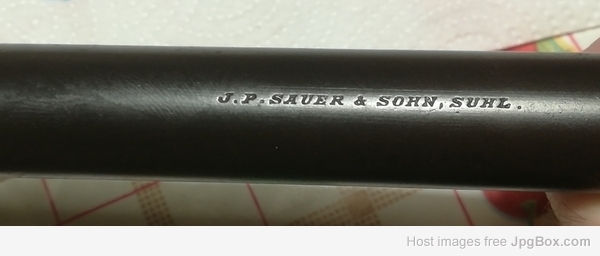 J.P. SAUER & SOHN, SUHL.
Host images free JpgBox.com